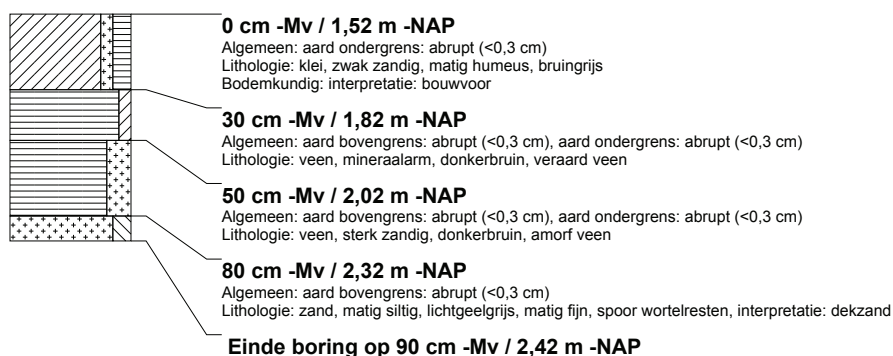 0 cm -Mv / 1,52 m -NAP
Algemeen: aard ondergrens: abrupt (<0,3 cm)
Lithologie: klei, zwak zandig, matig humeus, bruingrijs
Bodemkundig: interpretatie: bouwvoor
30 cm -Mv / 1,82 m -NAP
Algemeen: aard bovengrens: abrupt (<0,3 cm), aard ondergrens: abrupt (<0,3 cm)
Lithologie: veen, mineraalarm, donkerbruin, veraard veen
50 cm -Mv / 2,02 m -NAP
Algemeen: aard bovengrens: abrupt (<0,3 cm), aard ondergrens: abrupt (<0,3 cm)
Lithologie: veen, sterk zandig, donkerbruin, amorf veen
80 cm -Mv / 2,32 m -NAP
Algemeen: aard bovengrens: abrupt (<0,3 cm)
Lithologie: zand, matig siltig, lichtgeelgrijs, matig fijn, spoor wortelresten, interpretatie: dekzand
Einde boring op 90 cm -Mv / 2,42 m -NAP